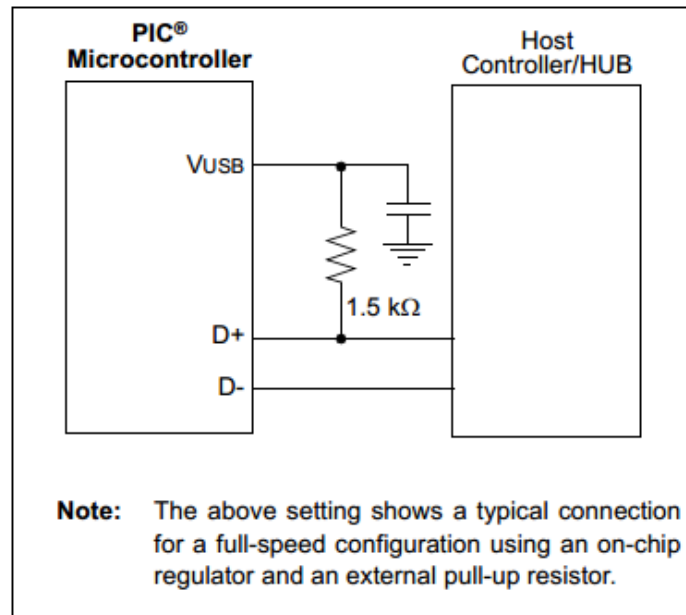 PIC®
Microcontroller
Host
Controller/HUB
VUSB
1.5 kΩ
D+
D-
Note: The above setting shows a typical connection
for a full-speed configuration using an on-chip
regulator and an external pull-up resistor.